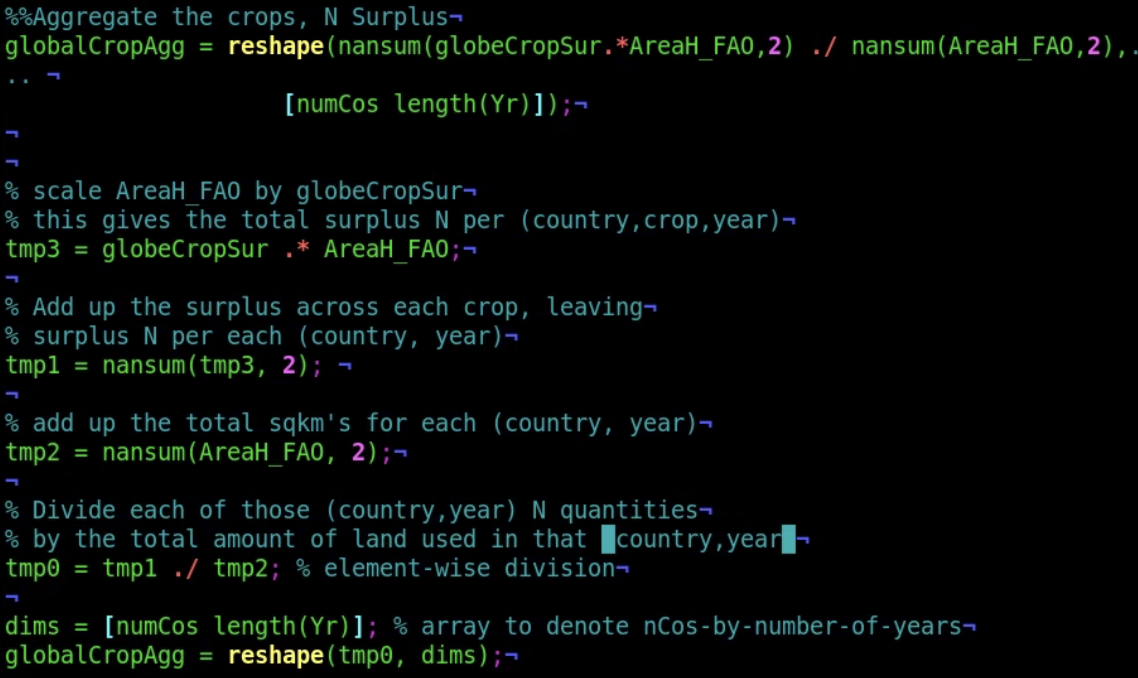 %%Aggregate the crops, N Surplus¬
globalCropAgg = reshape(nansum(globeCropSur.*AreaH_FAO,2) ./ nansum(AreaH_FAO,2),.
.. ¬
[numCos length(Yr)]);¬
¬
¬
% scale AreaH_FAO by globeCropSur¬
% this gives the total surplus N per (country,crop,year)¬
tmp3 = globeCropSur .* AreaH_FAO;¬
¬
% Add up the surplus across each crop, leaving¬
% surplus N per each (country, year)¬
tmp1 = nansum(tmp3, 2); ¬
¬
% add up the total sqkm's for each (country, year)¬
tmp2 = nansum(AreaH_FAO, 2);¬
¬
% Divide each of those (country,year) N quantities¬
% by the total amount of land used in that (country,year)¬
tmp0 = tmp1 ./ tmp2; % element-wise division¬
¬
dims = [numCos length(Yr)]; % array to denote nCos-by-number-of-years¬
globalCropAgg = reshape(tmp0, dims);¬